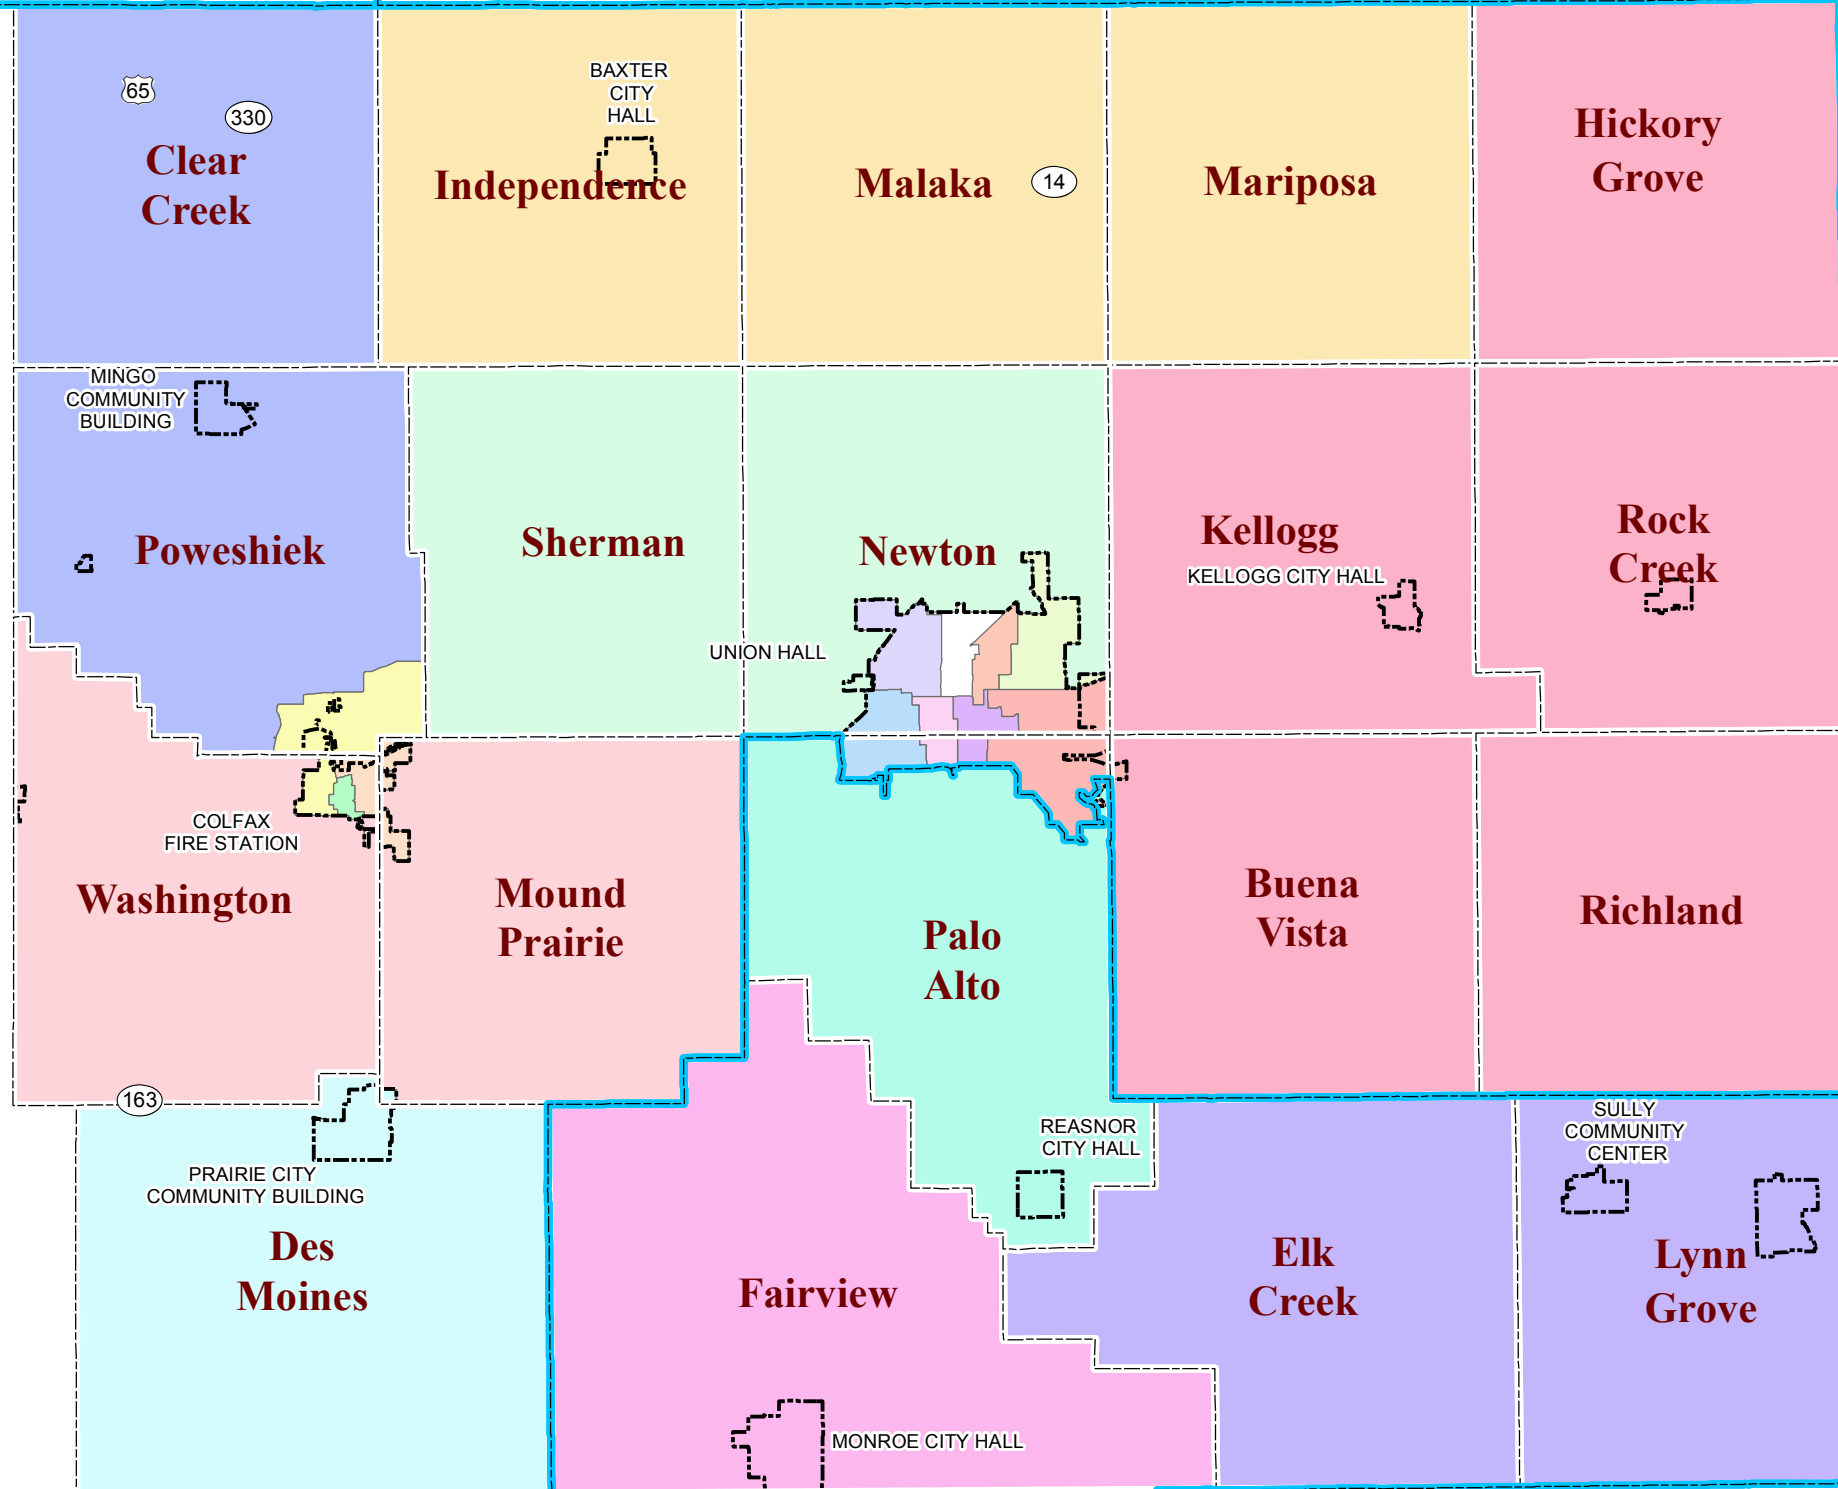 65
330
Clear
Creek
BAXTER
CITY
HALL
Independence
Malaka
14
Mariposa
Hickory
Grove
MINGO
COMMUNITY
BUILDING
Poweshiek
Sherman
Newton
UNION HALL
Kellogg
KELLOGG CITY HALL
Rock
Creek
COLFAX
FIRE STATION
Washington
Mound
Prairie
Palo
Alto
Buena
Vista
Richland
163
PRAIRIE CITY
COMMUNITY BUILDING
Des
Moines
Fairview
MONROE CITY HALL
REASNOR
CITY HALL
Elk
Creek
SULLY
COMMUNITY
CENTER
Lynn
Grove